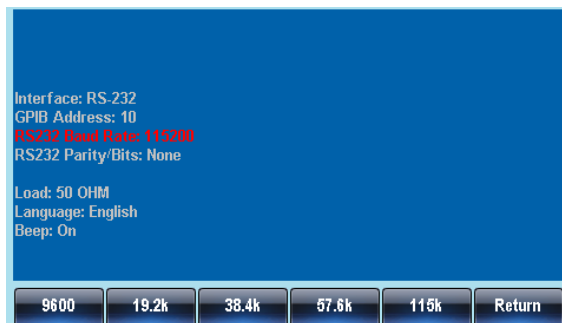 Interface: RS-232
GPIB Address: 10
RS232 Baud Rate: 115200
RS232 Parity/Bits: None
Load: 50 OHM
Language: English
Beep: On
9600 19.2k 38.4k 57.6k 115k Return